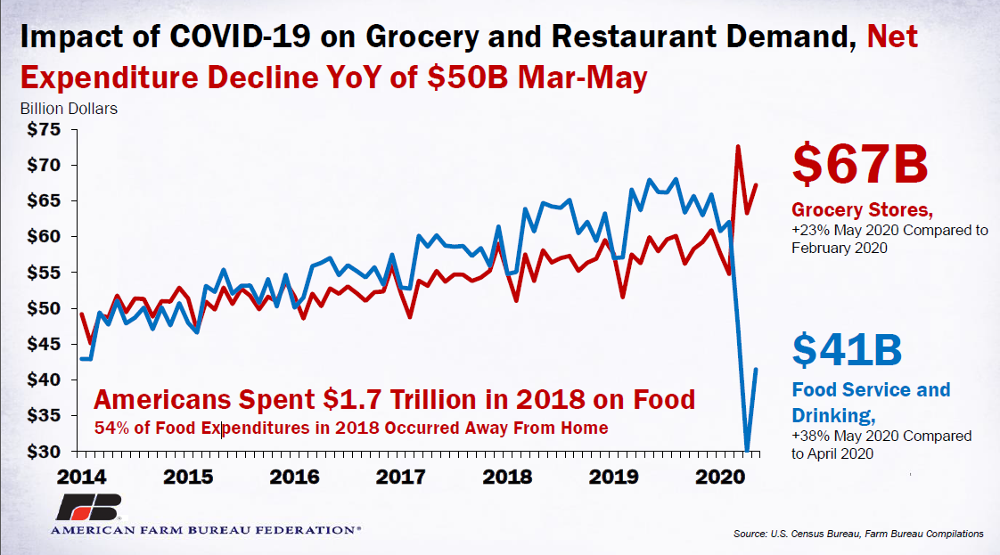 Impact of COVID-19 on Grocery and Restaurant Demand, Net
Expenditure Decline YoY of $50B Mar-May
Billion Dollars
$75
$70
$65
$60
$55
$50
$45
$40
$35
$30
2014 2015 2016 2017 2018 2019 2020
Americans Spent $1.7 Trillion in 2018 on Food
54% of Food Expenditures in 2018 Occurred Away From Home
$67B
Grocery Stores,
+23% May 2020 Compared to
February 2020
$41B
Food Service and
Drinking,
+38% May 2020 Compared
to April 2020
FB®
AMERICAN FARM BUREAU FEDERATION®
Source: U.S. Census Bureau, Farm Bureau Compilations